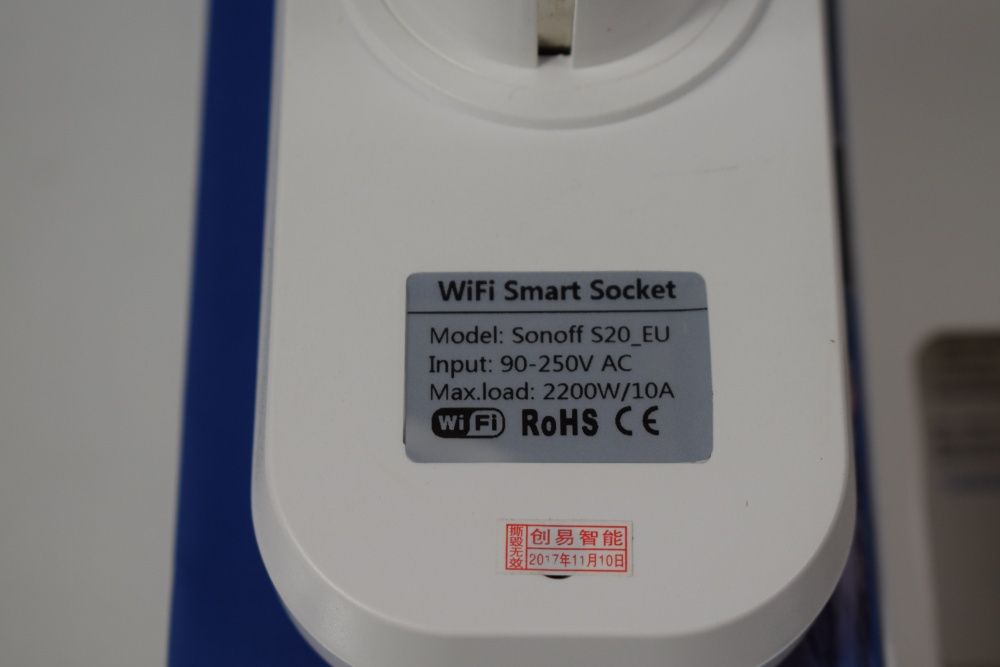 WiFi Smart Socket
Model: Sonoff S20_EU
Input: 90-250V AC
Max.load: 2200W/10A
WiFi RoHS CE
撕毁无效
创易智能
2017年11月10日